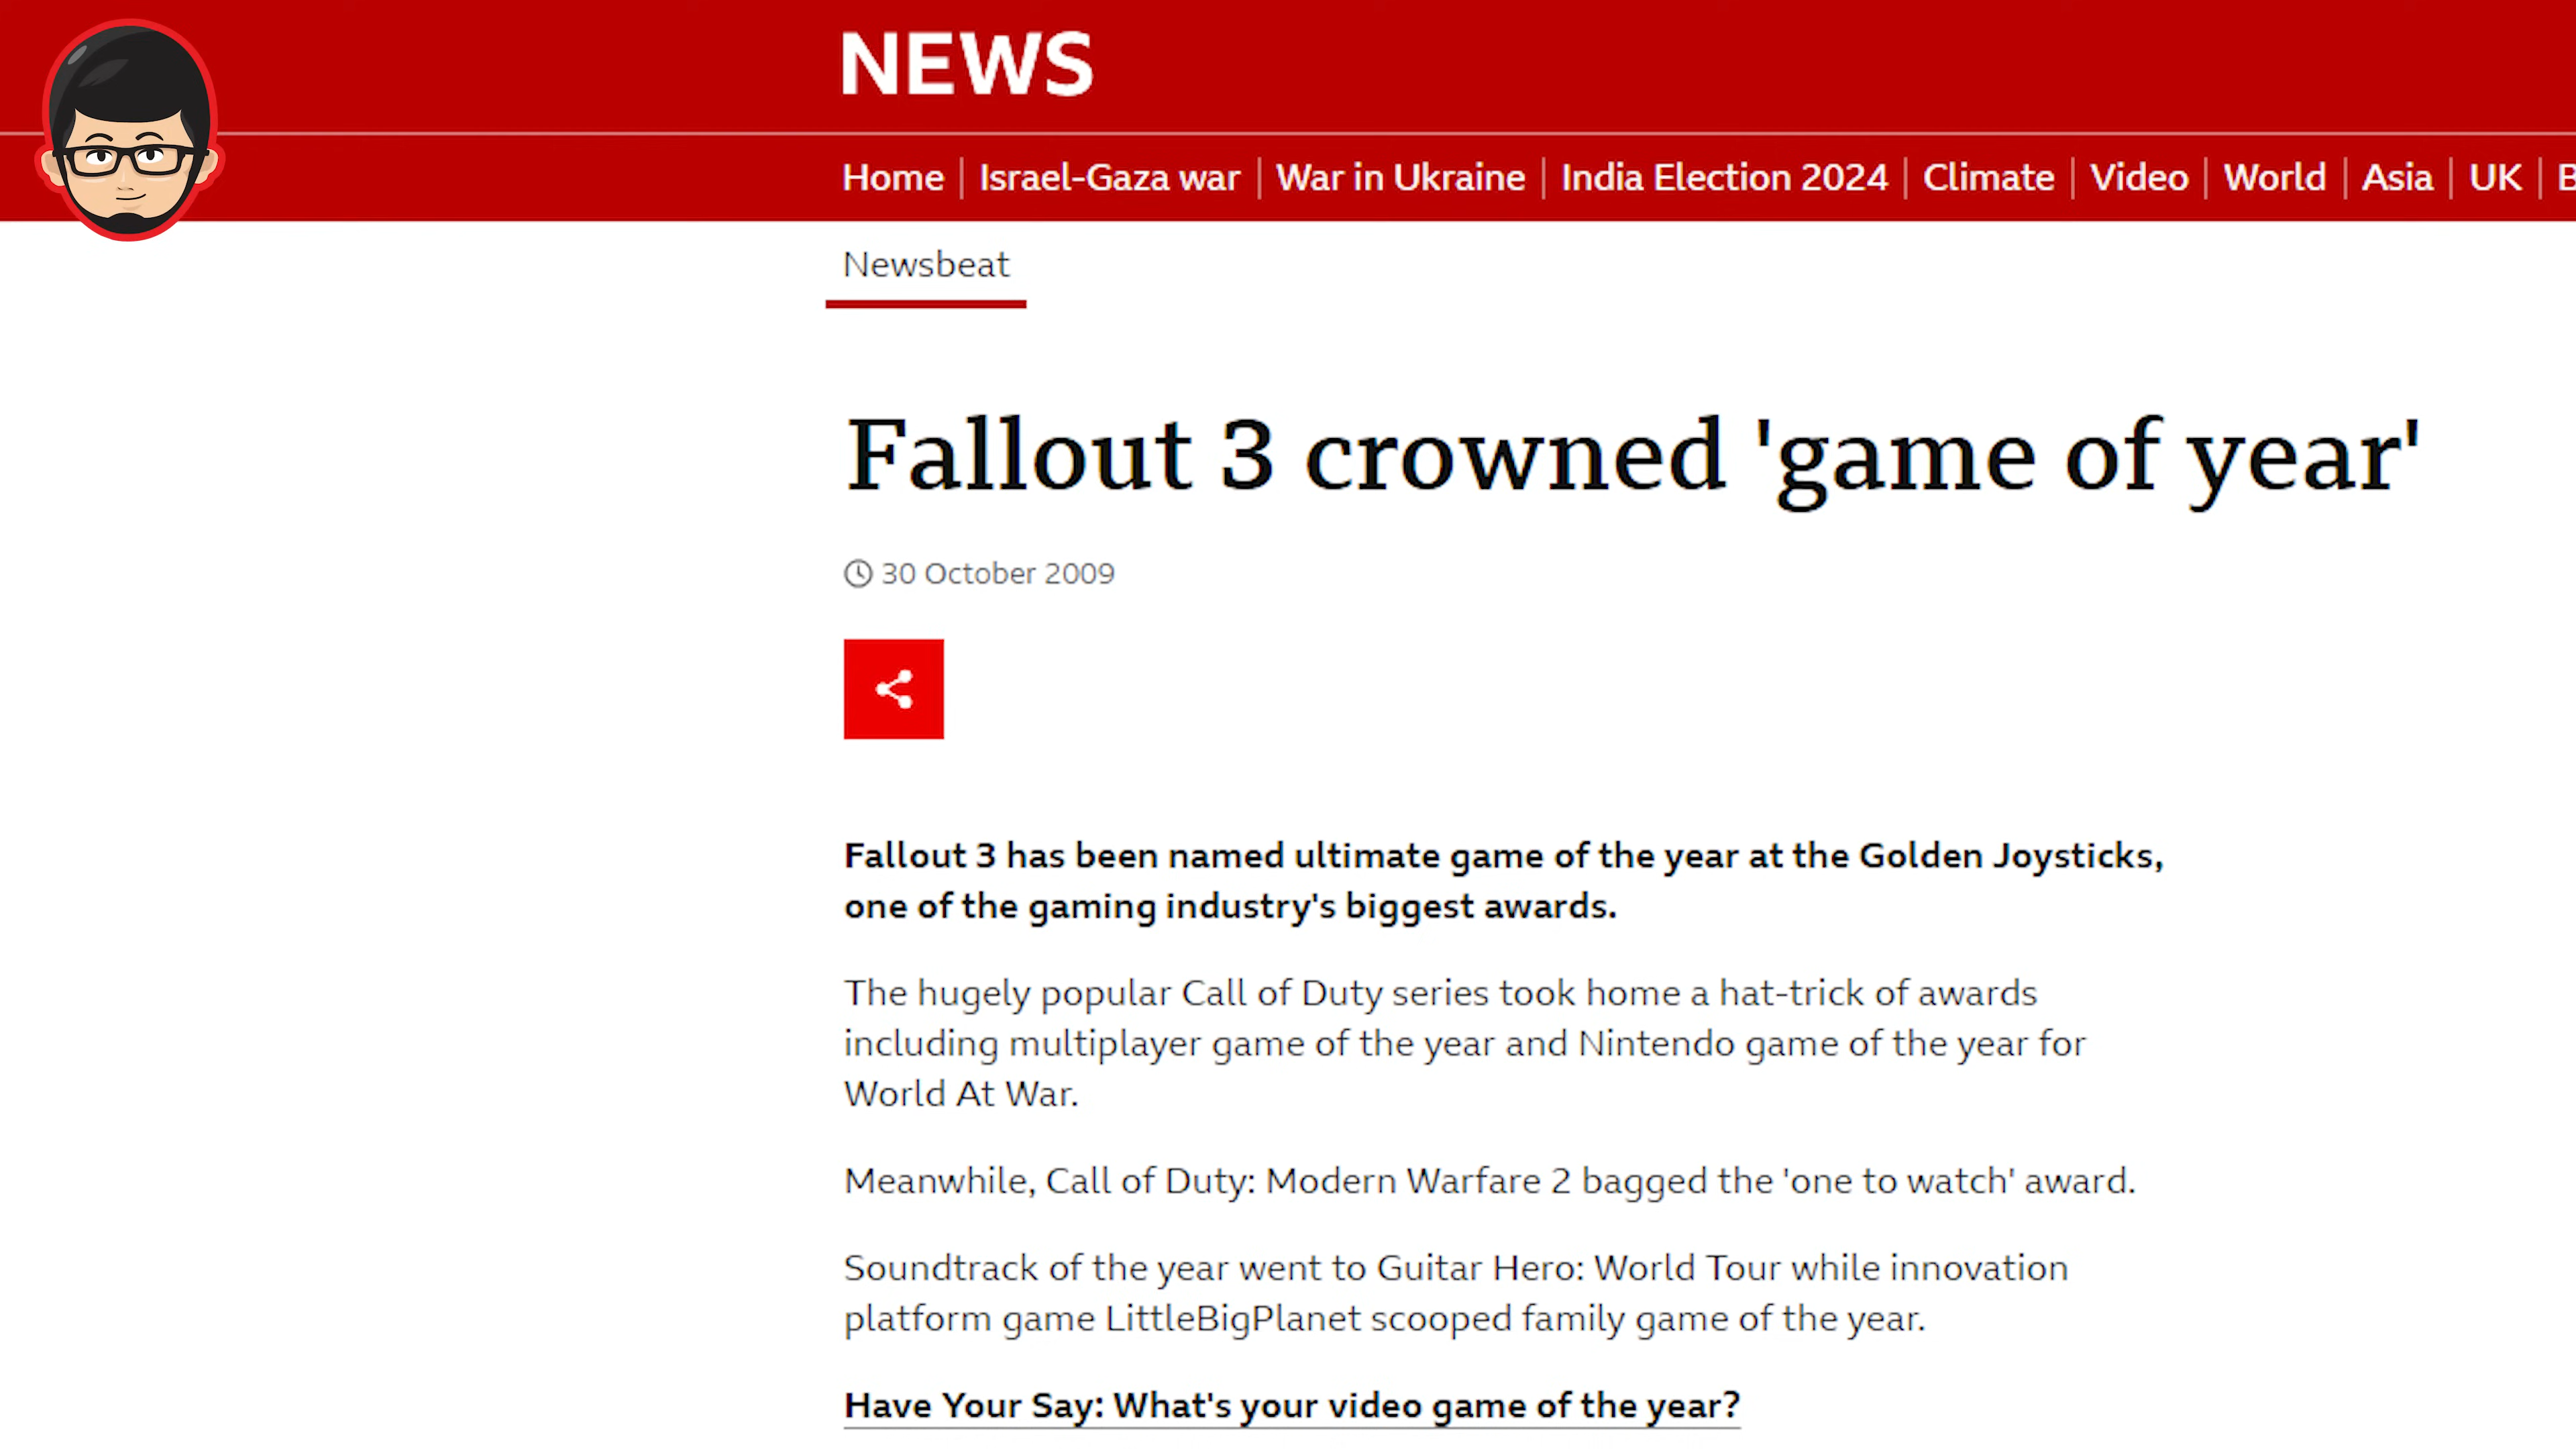 NEWS
Home | Israel-Gaza war | War in Ukraine | India Election 2024 | Climate | Video | World | Asia | UK |
Newsbeat
Fallout 3 crowned 'game of year'
30 October 2009
Fallout 3 has been named ultimate game of the year at the Golden Joysticks,
one of the gaming industry's biggest awards.
The hugely popular Call of Duty series took home a hat-trick of awards
including multiplayer game of the year and Nintendo game of the year for
World At War.
Meanwhile, Call of Duty: Modern Warfare 2 bagged the 'one to watch' award.
Soundtrack of the year went to Guitar Hero: World Tour while innovation
platform game LittleBigPlanet scooped family game of the year.
Have Your Say: What's your video game of the year?